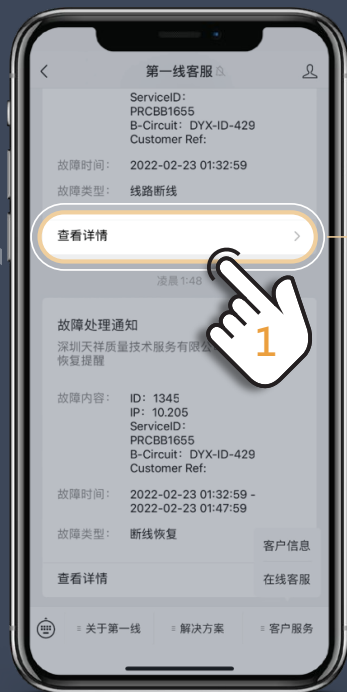 第一线客服
ServiceID:
PRCBB1655
B-Circuit: DYX-ID-429
Customer Ref:
故障时间: 2022-02-23 01:32:59
故障类型: 线路断线
查看详情
凌晨1:48
故障处理通知
深圳天祥质量技术服务有限公
恢复提醒
故障内容: ID: 1345
IP: 10.205
ServiceID:
PRCBB1655
B-Circuit: DYX-ID-429
Customer Ref:
故障时间: 2022-02-23 01:32:59 -
2022-02-23 01:47:59
故障类型: 断线恢复
查看详情
客户信息
在线客服
关于第一线
解决方案
客户服务
1